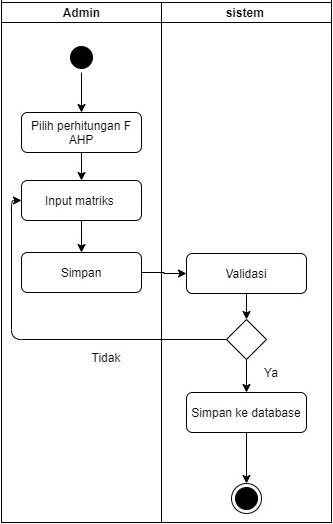 Admin
sistem
Pilih perhitungan F
AHP
Input matriks
Simpan
Validasi
Tidak
Ya
Simpan ke database